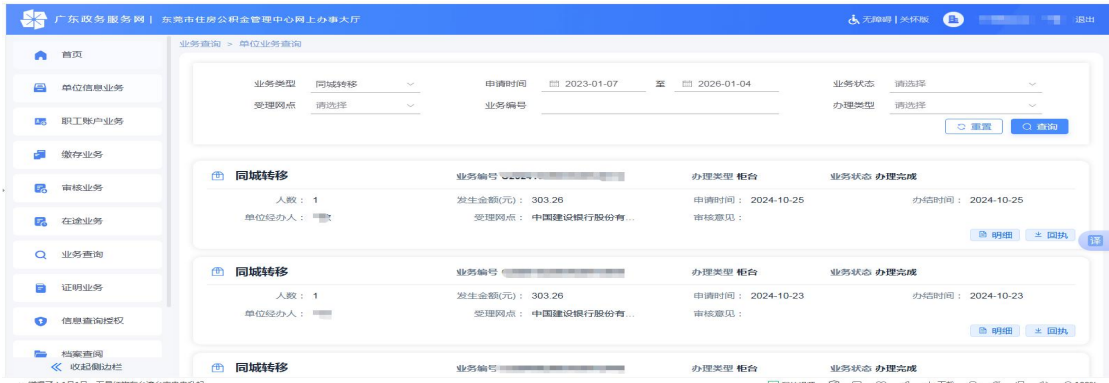 广东政务服务网 | 东莞市住房公积金管理中心网上办事大厅 无障碍 | 关怀版 退出
业务查询 > 单位业务查询
首页
单位信息业务
职工账户业务
缴存业务
审核业务
在途业务
业务查询
证明业务
信息查询授权
档案查阅
收起侧边栏
业务类型 同城转移 申请时间 2023-01-07 至 2026-01-04 业务状态 请选择
受理网点 请选择 业务编号 办理类型 请选择
重置 查询
同城转移 业务编号 办理类型 柜台 业务状态 办理完成
人数： 1 发生金额(元)： 303.26 申请时间： 2024-10-25 办结时间： 2024-10-25
单位经办人： 受理网点： 中国建设银行股份有... 审核意见：
明细 回执
译
同城转移 业务编号 办理类型 柜台 业务状态 办理完成
人数： 1 发生金额(元)： 303.26 申请时间： 2024-10-23 办结时间： 2024-10-23
单位经办人： 受理网点： 中国建设银行股份有... 审核意见：
明细 回执
同城转移 业务编号 办理类型 柜台 业务状态 办理完成